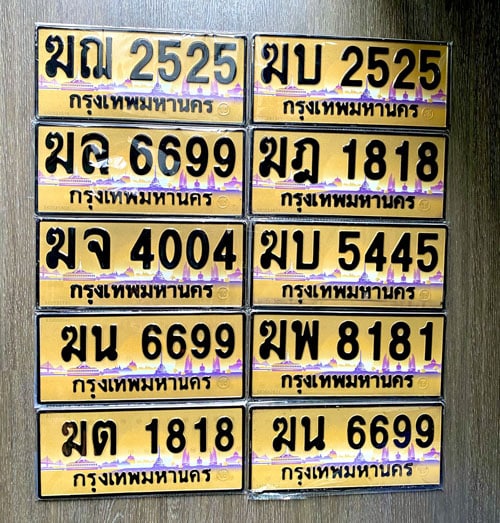 ฆฌ 2525
กรุงเทพมหานคร
ฆบ 2525
กรุงเทพมหานคร
ฆฉ 6699
กรุงเทพมหานคร
ฆฎ 1818
กรุงเทพมหานคร
ฆจ 4004
กรุงเทพมหานคร
ฆบ 5445
กรุงเทพมหานคร
ฆน 6699
กรุงเทพมหานคร
ฆพ 8181
กรุงเทพมหานคร
ฆต 1818
กรุงเทพมหานคร
ฆน 6699
กรุงเทพมหานคร